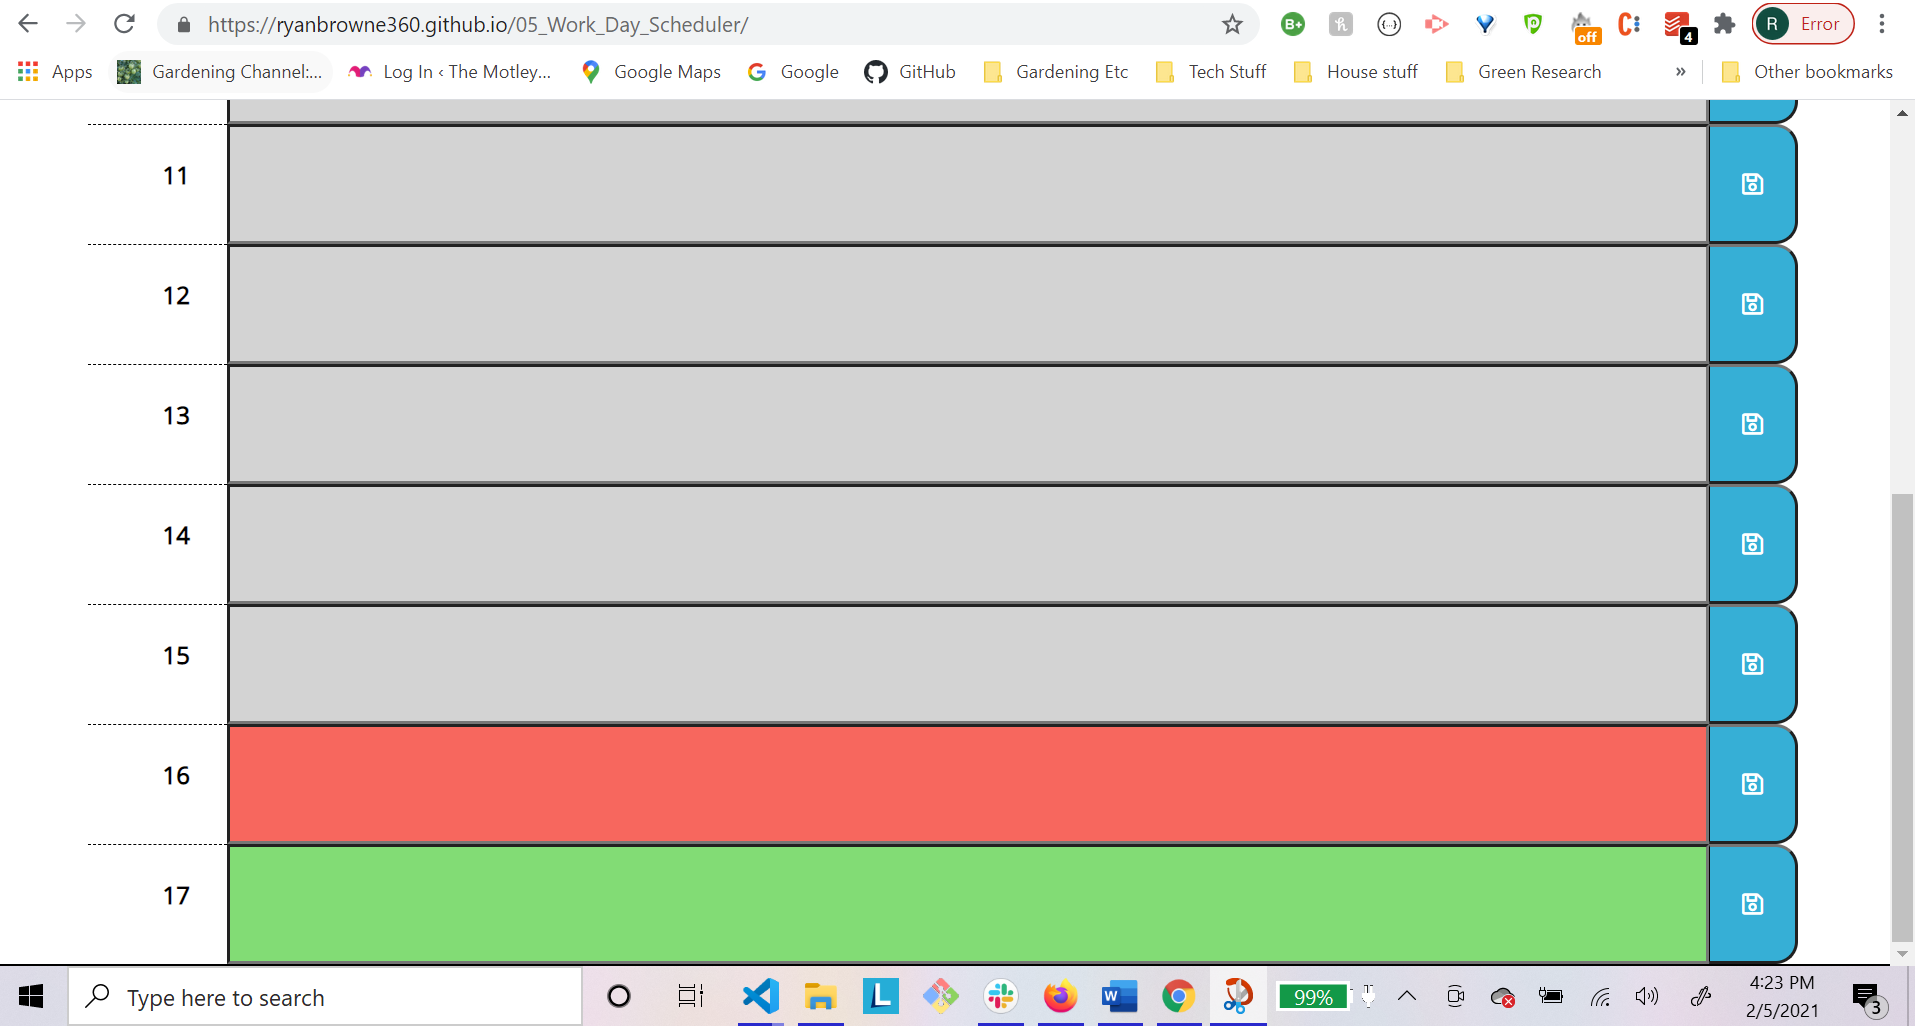 https://ryanbrowne360.github.io/05_Work_Day_Scheduler/
B+
h
{...}
off
4
R Error
Apps
Gardening Channel:...
Log In ‹ The Motley...
Google Maps
Google
GitHub
Gardening Etc
Tech Stuff
House stuff
Green Research
»
Other bookmarks
11
12
13
14
15
16
17
Type here to search
L
W
99%
4:23 PM
2/5/2021
3